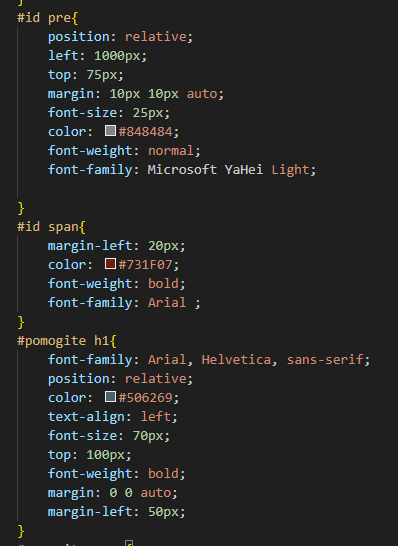 }
#id pre{
position: relative;
left: 1000px;
top: 75px;
margin: 10px 10px auto;
font-size: 25px;
color: #848484;
font-weight: normal;
font-family: Microsoft YaHei Light;
}
#id span{
margin-left: 20px;
color: #731F07;
font-weight: bold;
font-family: Arial ;
}
#pomogite h1{
font-family: Arial, Helvetica, sans-serif;
position: relative;
color: #506269;
text-align: left;
font-size: 70px;
top: 100px;
font-weight: bold;
margin: 0 0 auto;
margin-left: 50px;
}